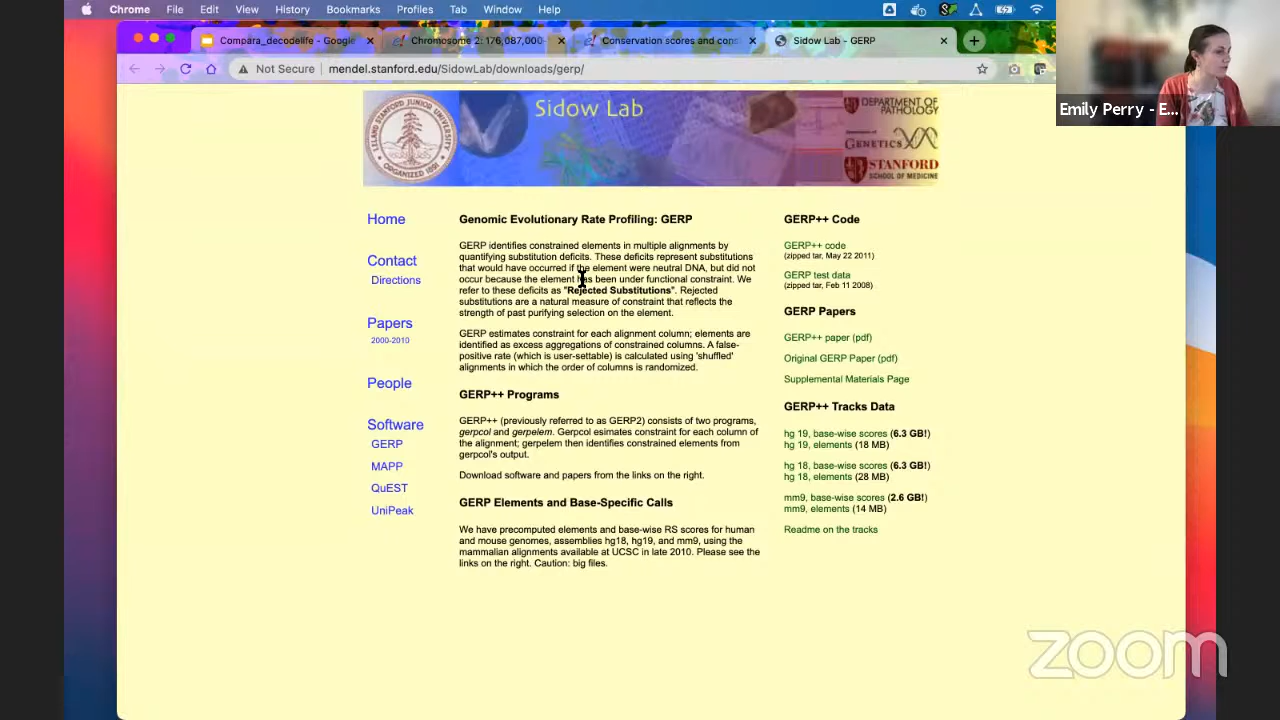 Chrome File Edit View History Bookmarks Profiles Tab Window Help
Compara_decodelife - Google
Chromosome 2: 176,087,000-
Conservation scores and cons
Sidow Lab - GERP
Not Secure mendel.stanford.edu/SidowLab/downloads/gerp/
Emily Perry - E...
Sidow Lab
DEPARTMENT OF
PATHOLOGY
GENETICS
STANFORD
SCHOOL OF MEDICINE
Home
Contact
Directions
Papers
2000-2010
People
Software
GERP
MAPP
QuEST
UniPeak
Genomic Evolutionary Rate Profiling: GERP
GERP identifies constrained elements in multiple alignments by
quantifying substitution deficits. These deficits represent substitutions
that would have occurred if the element were neutral DNA, but did not
occur because the element has been under functional constraint. We
refer to these deficits as "Rejected Substitutions". Rejected
substitutions are a natural measure of constraint that reflects the
strength of past purifying selection on the element.
GERP estimates constraint for each alignment column; elements are
identified as excess aggregations of constrained columns. A false-
positive rate (which is user-settable) is calculated using 'shuffled'
alignments in which the order of columns is randomized.
GERP++ Programs
GERP++ (previously referred to as GERP2) consists of two programs,
gerpcol and gerpelem. Gerpcol esimates constraint for each column of
the alignment; gerpelem then identifies constrained elements from
gerpcol's output.
Download software and papers from the links on the right.
GERP Elements and Base-Specific Calls
We have precomputed elements and base-wise RS scores for human
and mouse genomes, assemblies hg18, hg19, and mm9, using the
mammalian alignments available at UCSC in late 2010. Please see the
links on the right. Caution: big files.
GERP++ Code
GERP++ code
(zipped tar, May 22 2011)
GERP test data
(zipped tar, Feb 11 2008)
GERP Papers
GERP++ paper (pdf)
Original GERP Paper (pdf)
Supplemental Materials Page
GERP++ Tracks Data
hg 19, base-wise scores (6.3 GB!)
hg 19, elements (18 MB)
hg 18, base-wise scores (6.3 GB!)
hg 18, elements (28 MB)
mm9, base-wise scores (2.6 GB!)
mm9, elements (14 MB)
Readme on the tracks
zoom